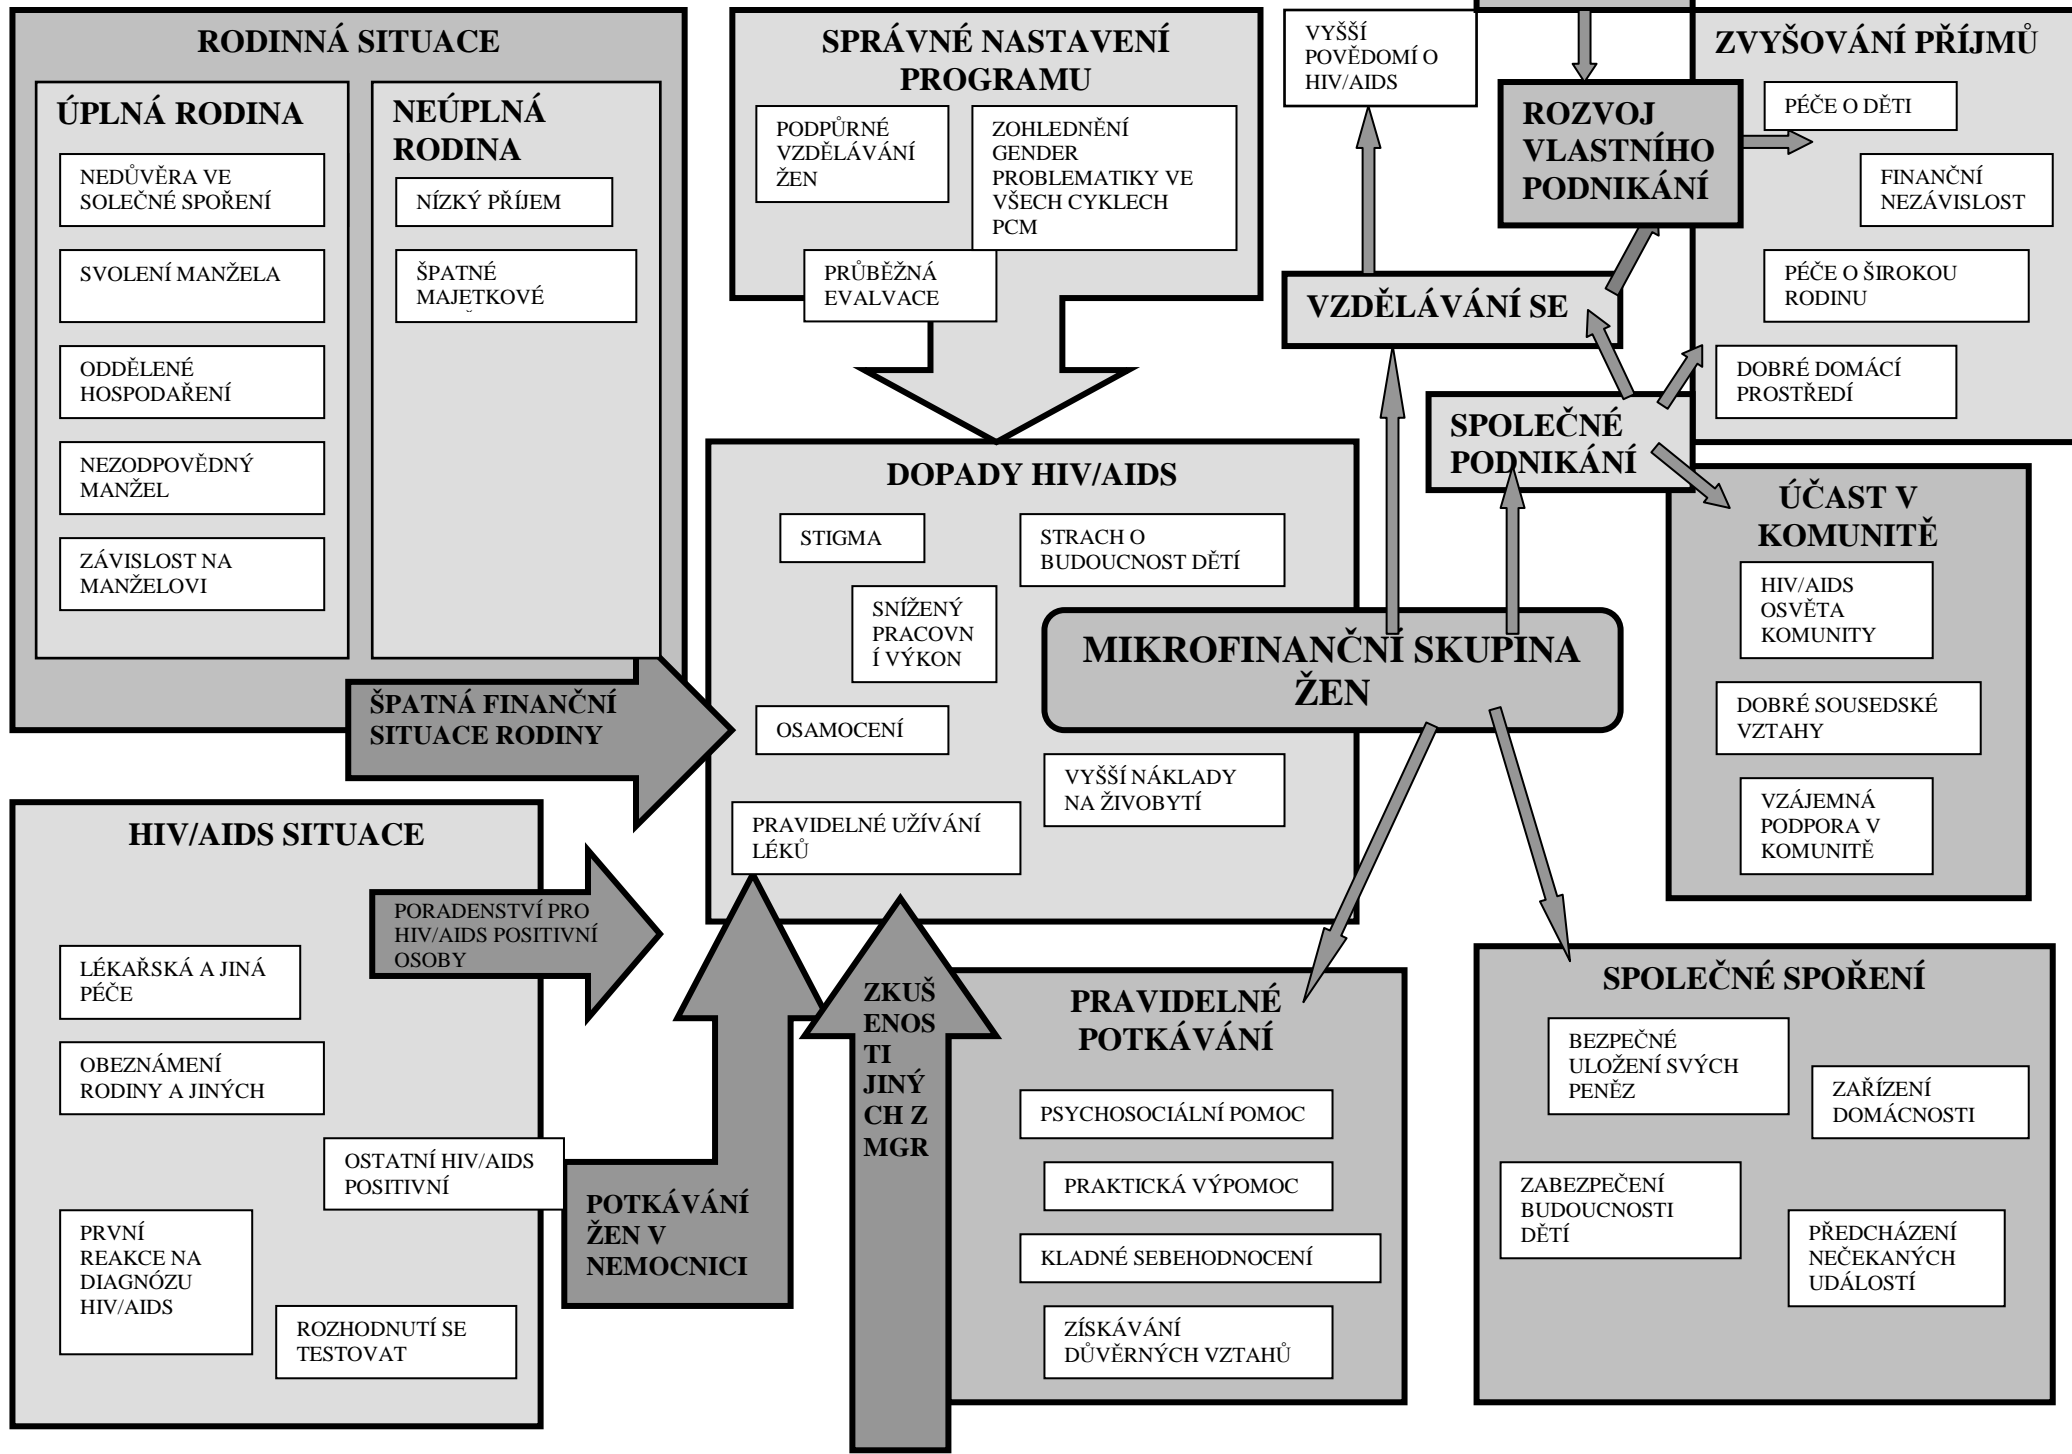 RODINNÁ SITUACE
ÚPLNÁ RODINA
NEDŮVĚRA VE
SOLEČNÉ SPOŘENÍ
SVOLENÍ MANŽELA
ODDĚLENÉ
HOSPODAŘENÍ
NEZODPOVĚDNÝ
MANŽEL
ZÁVISLOST NA
MANŽELOVI
NEÚPLNÁ
RODINA
NÍZKÝ PŘÍJEM
ŠPATNÉ
MAJETKOVÉ
ŠPATNÁ FINANČNÍ
SITUACE RODINY
SPRÁVNÉ NASTAVENÍ
PROGRAMU
PODPŮRNÉ
VZDĚLÁVÁNÍ
ŽEN
ZOHLEDNĚNÍ
GENDER
PROBLEMATIKY VE
VŠECH CYKLECH
PCM
PRŮBĚŽNÁ
EVALVACE
VYŠŠÍ
POVĚDOMÍ O
HIV/AIDS
ROZVOJ
VLASTNÍHO
PODNIKÁNÍ
ZVYŠOVÁNÍ PŘÍJMŮ
PÉČE O DĚTI
FINANČNÍ
NEZÁVISLOST
PÉČE O ŠIROKOU
RODINU
DOBRÉ DOMÁCÍ
PROSTŘEDÍ
VZDĚLÁVÁNÍ SE
SPOLEČNÉ
PODNIKÁNÍ
DOPADY HIV/AIDS
STIGMA
STRACH O
BUDOUCNOST DĚTÍ
SNÍŽENÝ
PRACOVN
Í VÝKON
MIKROFINANČNÍ SKUPINA
ŽEN
OSAMOCENÍ
VYŠŠÍ NÁKLADY
NA ŽIVOBYTÍ
PRAVIDELNÉ UŽÍVÁNÍ
LÉKŮ
ÚČAST V
KOMUNITĚ
HIV/AIDS
OSVĚTA
KOMUNITY
DOBRÉ SOUSEDSKÉ
VZTAHY
VZÁJEMNÁ
PODPORA V
KOMUNITĚ
HIV/AIDS SITUACE
PORADENSTVÍ PRO
HIV/AIDS POSITIVNÍ
OSOBY
LÉKAŘSKÁ A JINÁ
PÉČE
OBEZNÁMENÍ
RODINY A JINÝCH
OSTATNÍ HIV/AIDS
POSITIVNÍ
PRVNÍ
REAKCE NA
DIAGNÓZU
HIV/AIDS
ROZHODNUTÍ SE
TESTOVAT
POTKÁVÁNÍ
ŽEN V
NEMOCNICI
ZKUŠ
ENOS
TI
JINÝ
CH Z
MGR
PRAVIDELNÉ
POTKÁVÁNÍ
PSYCHOSOCIÁLNÍ POMOC
PRAKTICKÁ VÝPOMOC
KLADNÉ SEBEHODNOCENÍ
ZÍSKÁVÁNÍ
DŮVĚRNÝCH VZTAHŮ
SPOLEČNÉ SPOŘENÍ
BEZPEČNÉ
ULOŽENÍ SVÝCH
PENĚZ
ZAŘÍZENÍ
DOMÁCNOSTI
ZABEZPEČENÍ
BUDOUCNOSTI
DĚTÍ
PŘEDCHÁZENÍ
NEČEKANÝCH
UDÁLOSTÍ